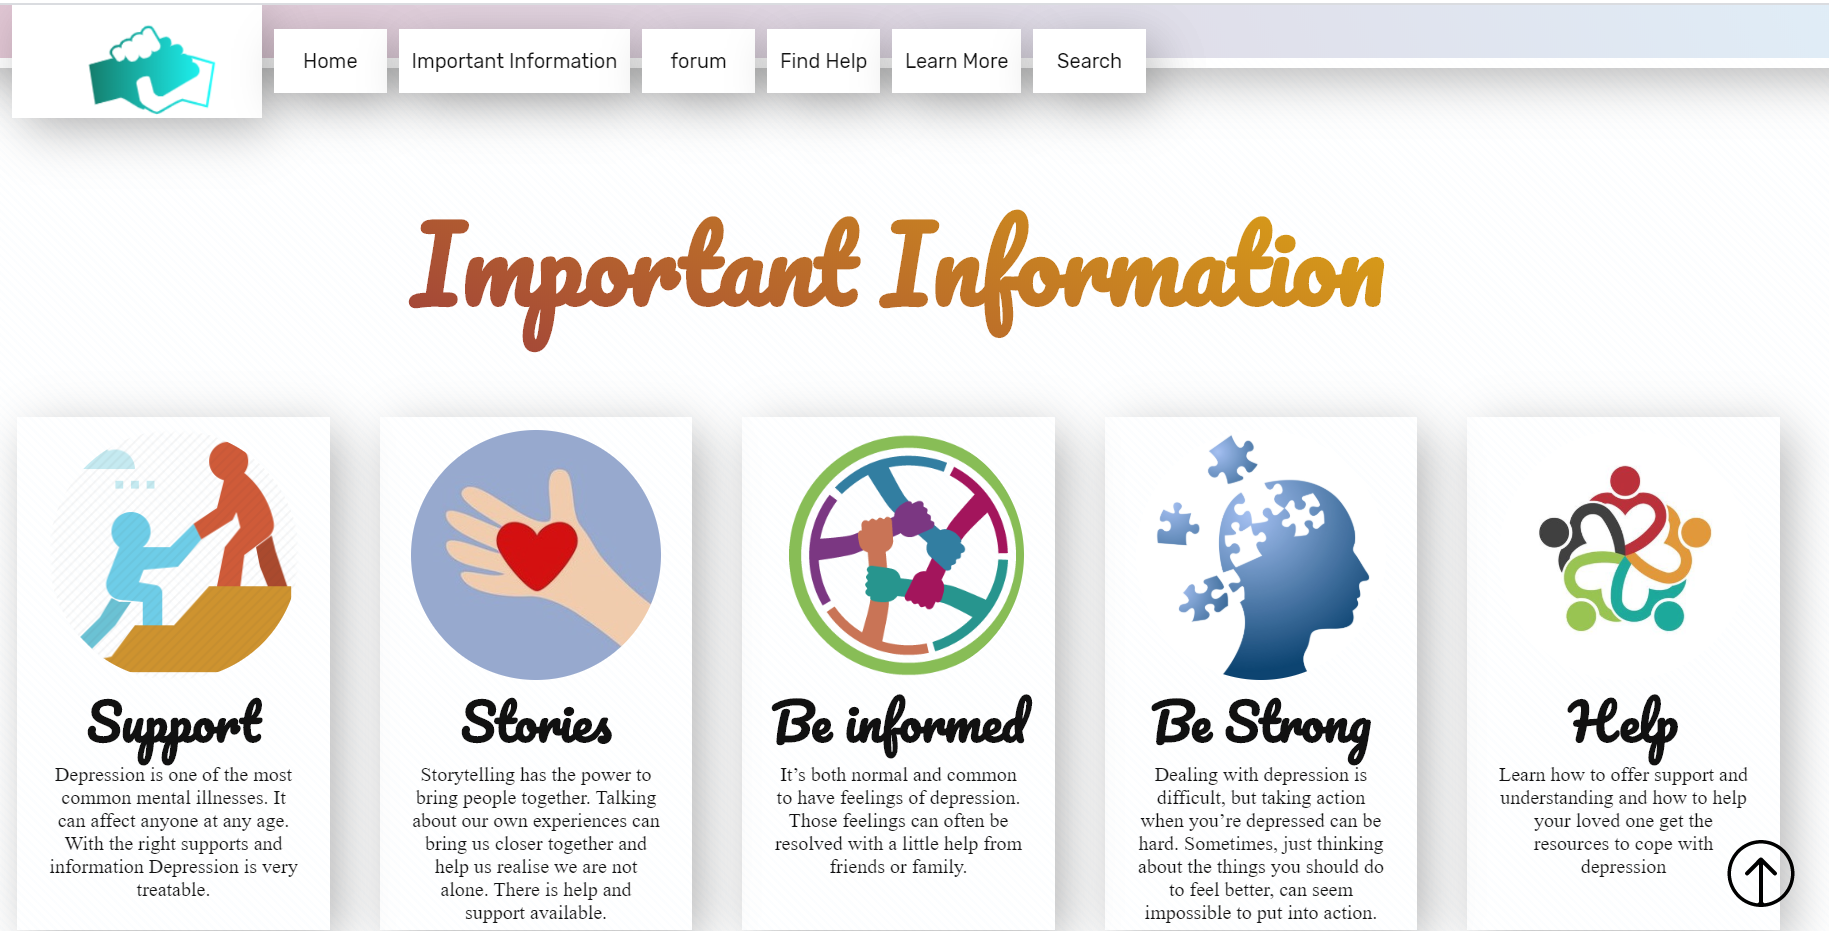 Home
Important Information
forum
Find Help
Learn More
Search
Important Information
Support
Depression is one of the most
common mental illnesses. It
can affect anyone at any age.
With the right supports and
information Depression is very
treatable.
Stories
Storytelling has the power to
bring people together. Talking
about our own experiences can
bring us closer together and
help us realise we are not
alone. There is help and
support available.
Be informed
It’s both normal and common
to have feelings of depression.
Those feelings can often be
resolved with a little help from
friends or family.
Be Strong
Dealing with depression is
difficult, but taking action
when you’re depressed can be
hard. Sometimes, just thinking
about the things you should do
to feel better, can seem
impossible to put into action.
Help
Learn how to offer support and
understanding and how to help
your loved one get the
resources to cope with
depression